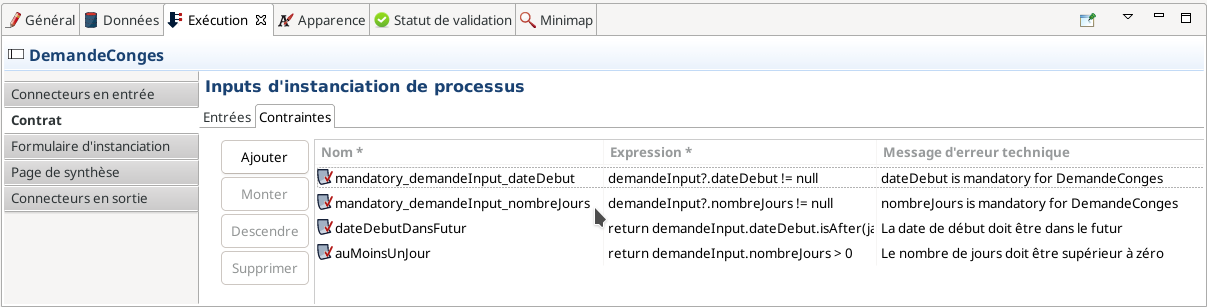 Général Données Exécution Apparence Statut de validation Minimap
DemandeConges
Connecteurs en entrée
Contrat
Formulaire d'instanciation
Page de synthèse
Connecteurs en sortie
Inputs d'instanciation de processus
Entrées Contraintes
Ajouter
Monter
Descendre
Supprimer
Nom * Expression * Message d'erreur technique
mandatory_demandeInput_dateDebut demandeInput?.dateDebut != null dateDebut is mandatory for DemandeConges
mandatory_demandeInput_nombreJours demandeInput?.nombreJours != null nombreJours is mandatory for DemandeConges
dateDebutDansFutur return demandeInput.dateDebut.isAfter(ja La date de début doit être dans le futur
auMoinsUnJour return demandeInput.nombreJours > 0 Le nombre de jours doit être supérieur à zéro